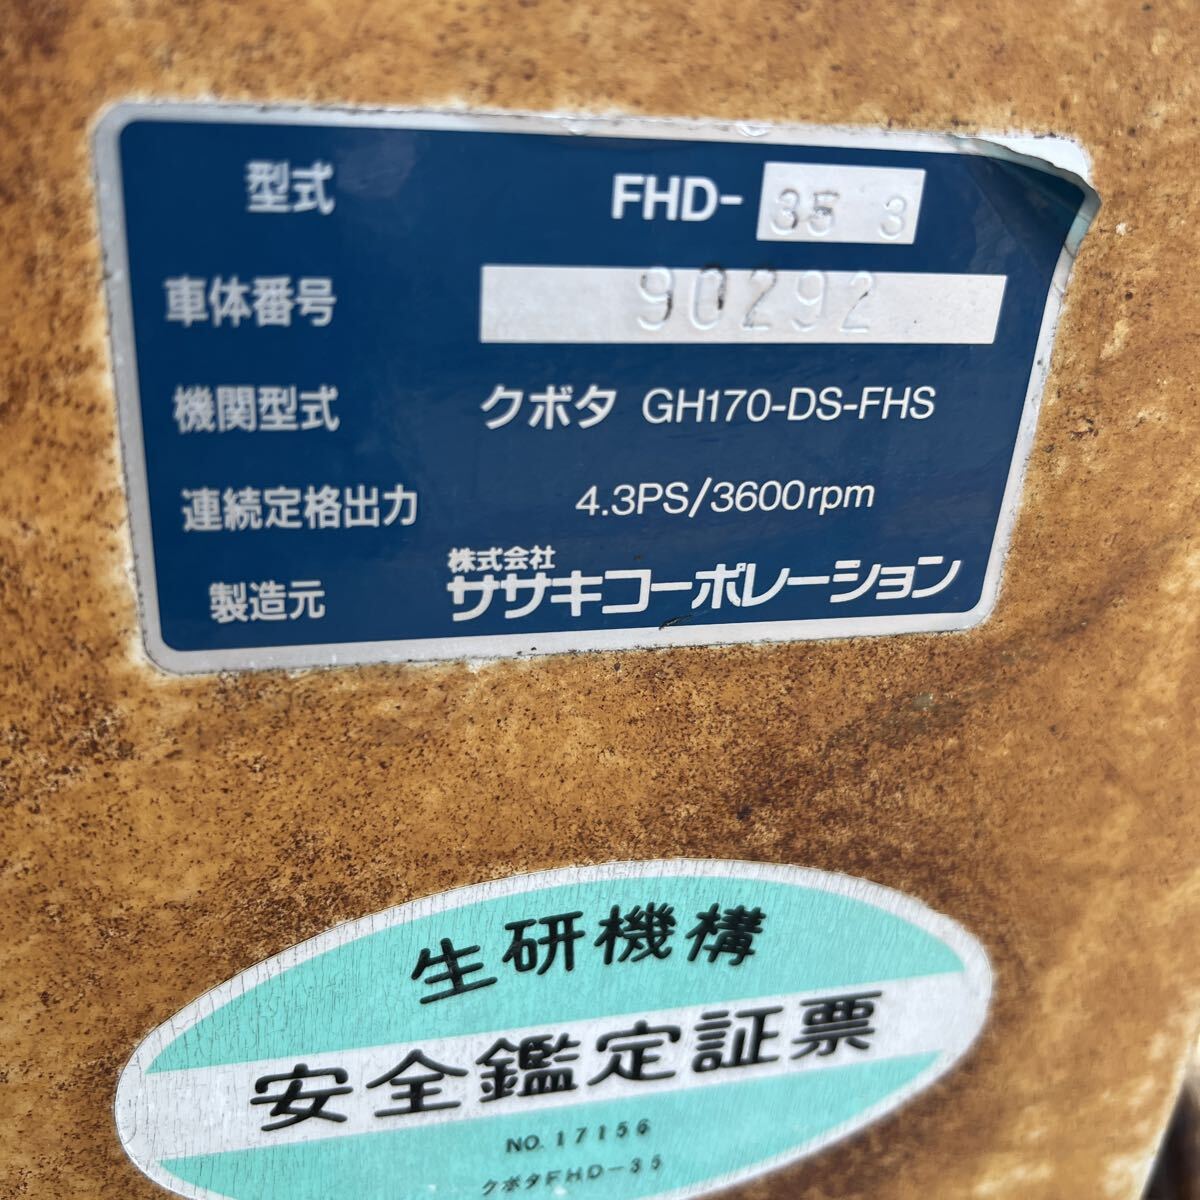 型式 FHD-35 3
車体番号 90292
機関型式 クボタ GH170-DS-FHS
連続定格出力 4.3PS/3600rpm
製造元 株式会社 ササキコーポレーション
生研機構
安全鑑定証票
NO. 17156
クボタFHD-35